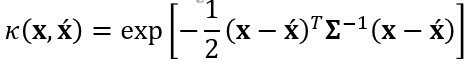 κ(𝐱, 𝐱́) = exp [−1/2 (𝐱 − 𝐱́)ᵀ 𝚺⁻¹(𝐱 − 𝐱́)]